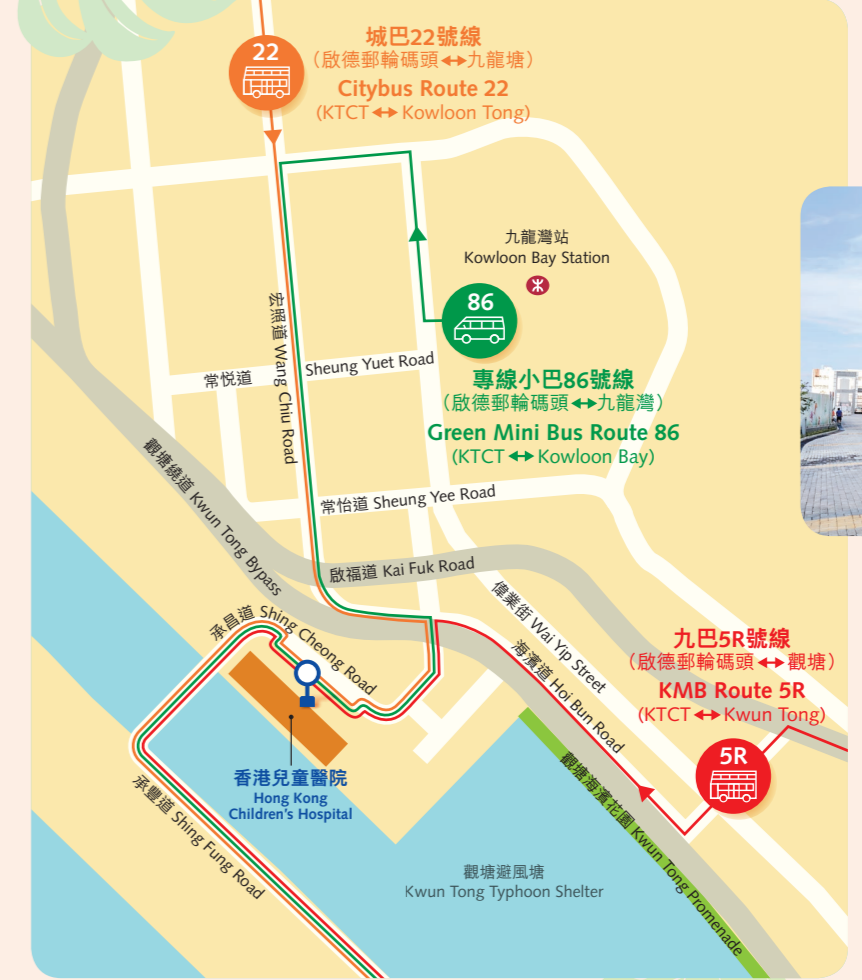 22
城巴22號線
（啟德郵輪碼頭↔九龍塘）
Citybus Route 22
(KTCT↔Kowloon Tong)
九龍灣站
Kowloon Bay Station
86
專線小巴86號線
（啟德郵輪碼頭↔九龍灣）
Green Mini Bus Route 86
(KTCT↔Kowloon Bay)
宏照道 Wang Chiu Road
常悦道 Sheung Yuet Road
常怡道 Sheung Yee Road
觀塘繞道 Kwun Tong Bypass
啟福道 Kai Fuk Road
偉業街 Wai Yip Street
承昌道 Shing Cheong Road
海濱道 Hoi Bun Road
九巴5R號線
（啟德郵輪碼頭↔觀塘）
KMB Route 5R
(KTCT↔Kwun Tong)
5R
香港兒童醫院
Hong Kong
Children's Hospital
承豐道 Shing Fung Road
觀塘海濱花園 Kwun Tong Promenade
觀塘避風塘
Kwun Tong Typhoon Shelter